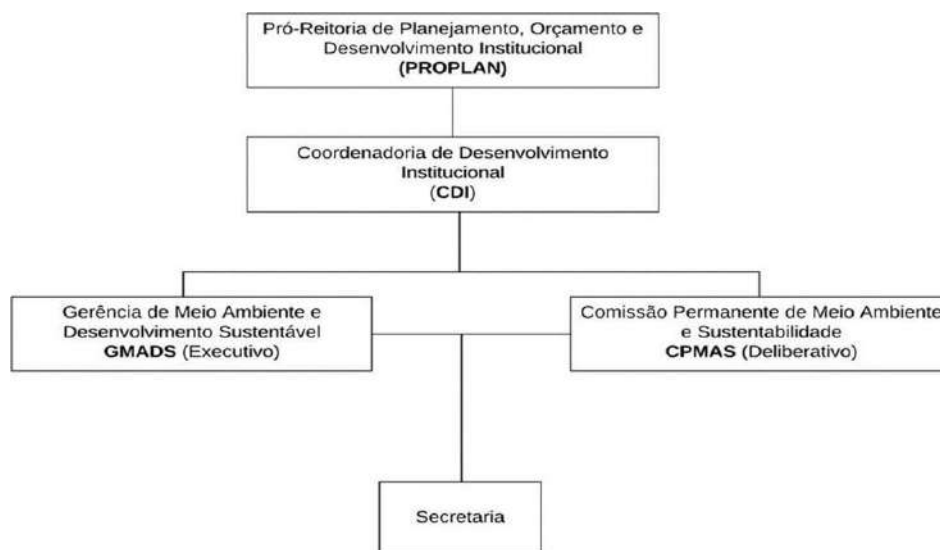 Pró-Reitoria de Planejamento, Orçamento e
Desenvolvimento Institucional
(PROPLAN)
Coordenadoria de Desenvolvimento
Institucional
(CDI)
Gerência de Meio Ambiente e
Desenvolvimento Sustentável
GMADS (Executivo)
Comissão Permanente de Meio Ambiente
e Sustentabilidade
CPMAS (Deliberativo)
Secretaria